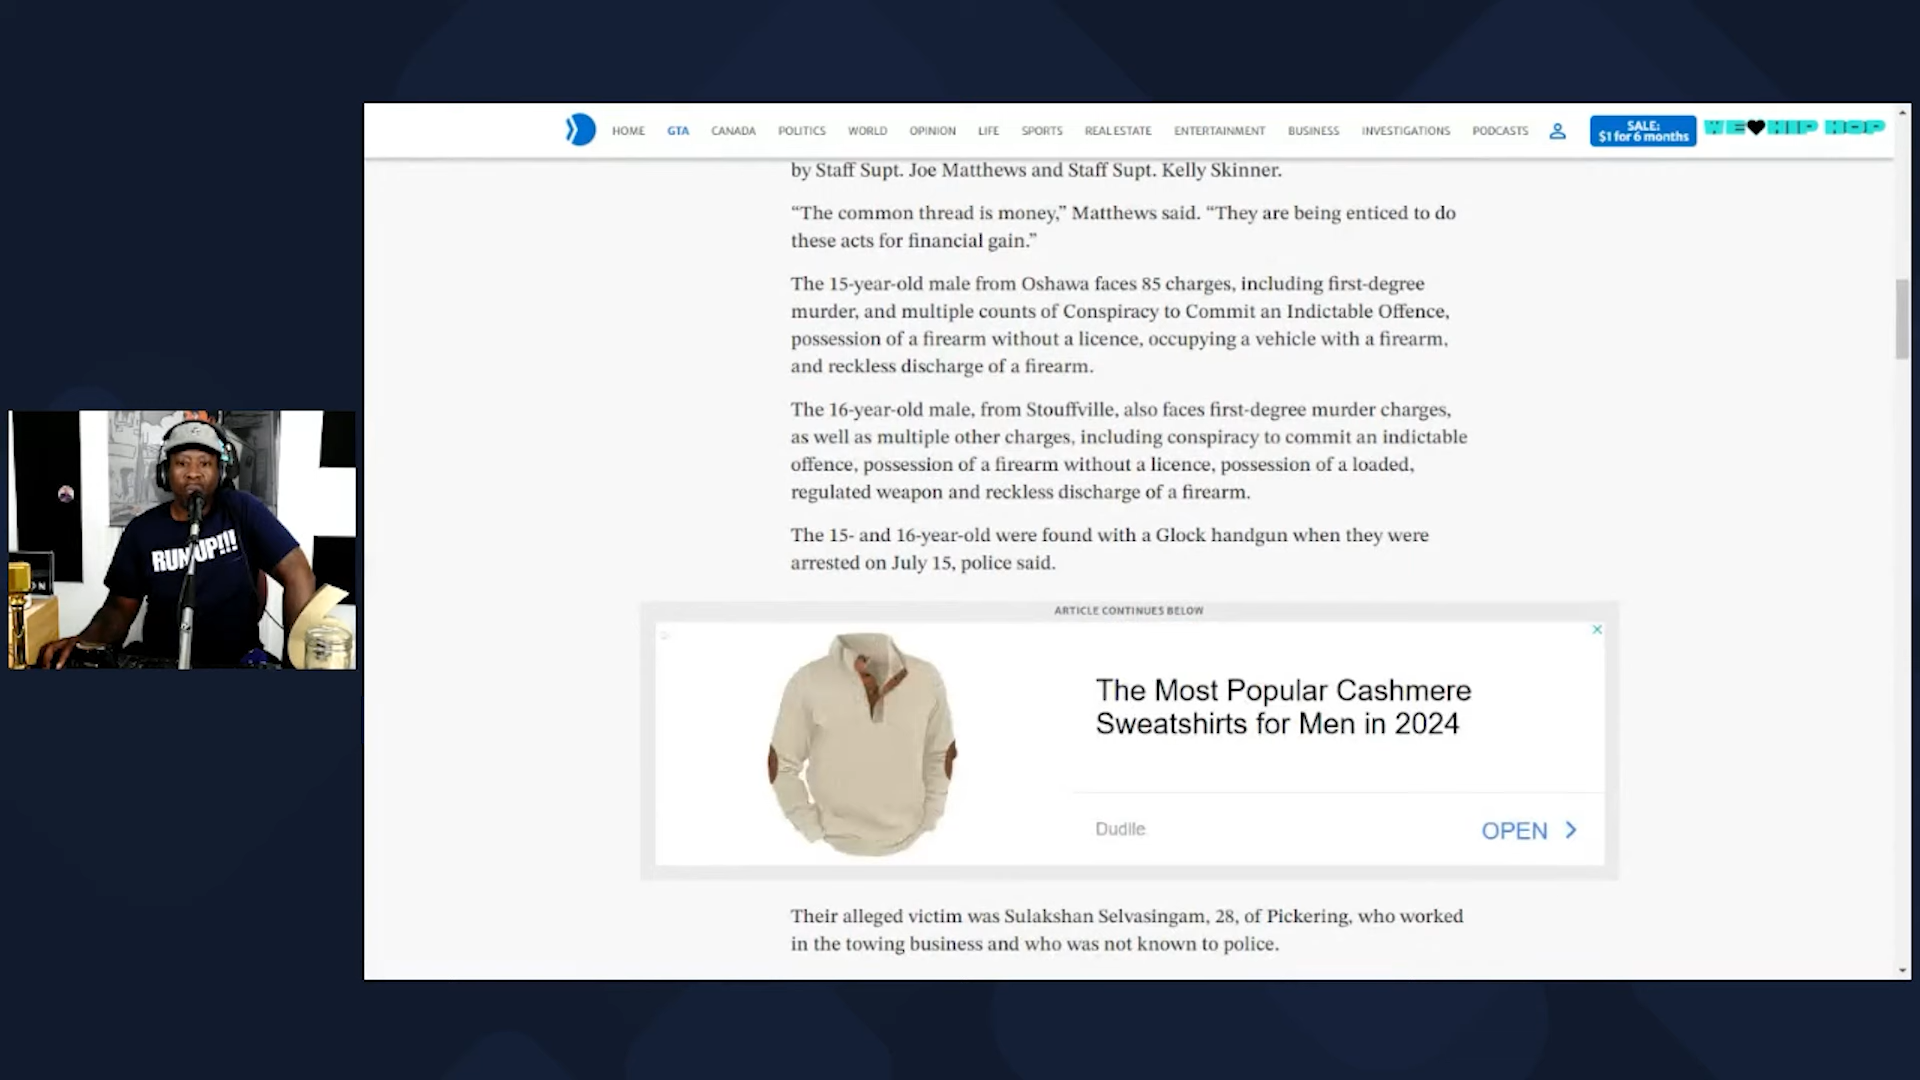 HOME GTA CANADA POLITICS WORLD OPINION LIFE SPORTS REAL ESTATE ENTERTAINMENT BUSINESS INVESTIGATIONS PODCASTS
SALE:
$1 for 6 months
WE HIP HOP
by Staff Supt. Joe Matthews and Staff Supt. Kelly Skinner.
“The common thread is money,” Matthews said. “They are being enticed to do
these acts for financial gain.”
The 15-year-old male from Oshawa faces 85 charges, including first-degree
murder, and multiple counts of Conspiracy to Commit an Indictable Offence,
possession of a firearm without a licence, occupying a vehicle with a firearm,
and reckless discharge of a firearm.
The 16-year-old male, from Stouffville, also faces first-degree murder charges,
as well as multiple other charges, including conspiracy to commit an indictable
offence, possession of a firearm without a licence, possession of a loaded,
regulated weapon and reckless discharge of a firearm.
The 15- and 16-year-old were found with a Glock handgun when they were
arrested on July 15, police said.
RUN UP!!!
ARTICLE CONTINUES BELOW
The Most Popular Cashmere
Sweatshirts for Men in 2024
Dudile
OPEN
Their alleged victim was Sulakshan Selvasingam, 28, of Pickering, who worked
in the towing business and who was not known to police.